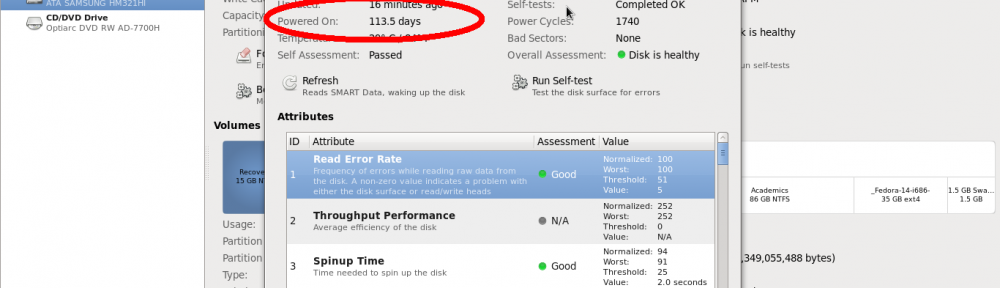 ATA SAMSUNG HM321HI
CD/DVD Drive
Optiarc DVD RW AD-7700H
Capacity
Partition
Volumes
Recove
15 GB N
Usage:
Partition
Partition
Type:
Updated: 16 minutes ago
Powered On: 113.5 days
Self Assessment: Passed
Self-tests: Completed OK
Power Cycles: 1740
Bad Sectors: None
Overall Assessment: Disk is healthy
Refresh
Reads SMART Data, waking up the disk
Run Self-test
Test the disk surface for errors
Attributes
ID Attribute Assessment Value
1 Read Error Rate
Frequency of errors while reading raw data from
the disk. A non-zero value indicates a problem with
either the disk surface or read/write heads
Good
Normalized: 100
Worst: 100
Threshold: 51
Value: 5
2 Throughput Performance
Average efficiency of the disk
N/A
Normalized: 252
Worst: 252
Threshold: 0
Value: N/A
3 Spinup Time
Time needed to spin up the disk
Good
Normalized: 94
Worst: 91
Threshold: 25
Value: 2.0 seconds
k is healthy
un self-tests
Academics
86 GB NTFS
_Fedora-14-i686-
35 GB ext4
1.5 GB Swa...
1.5 GB
,349,055,488 bytes)